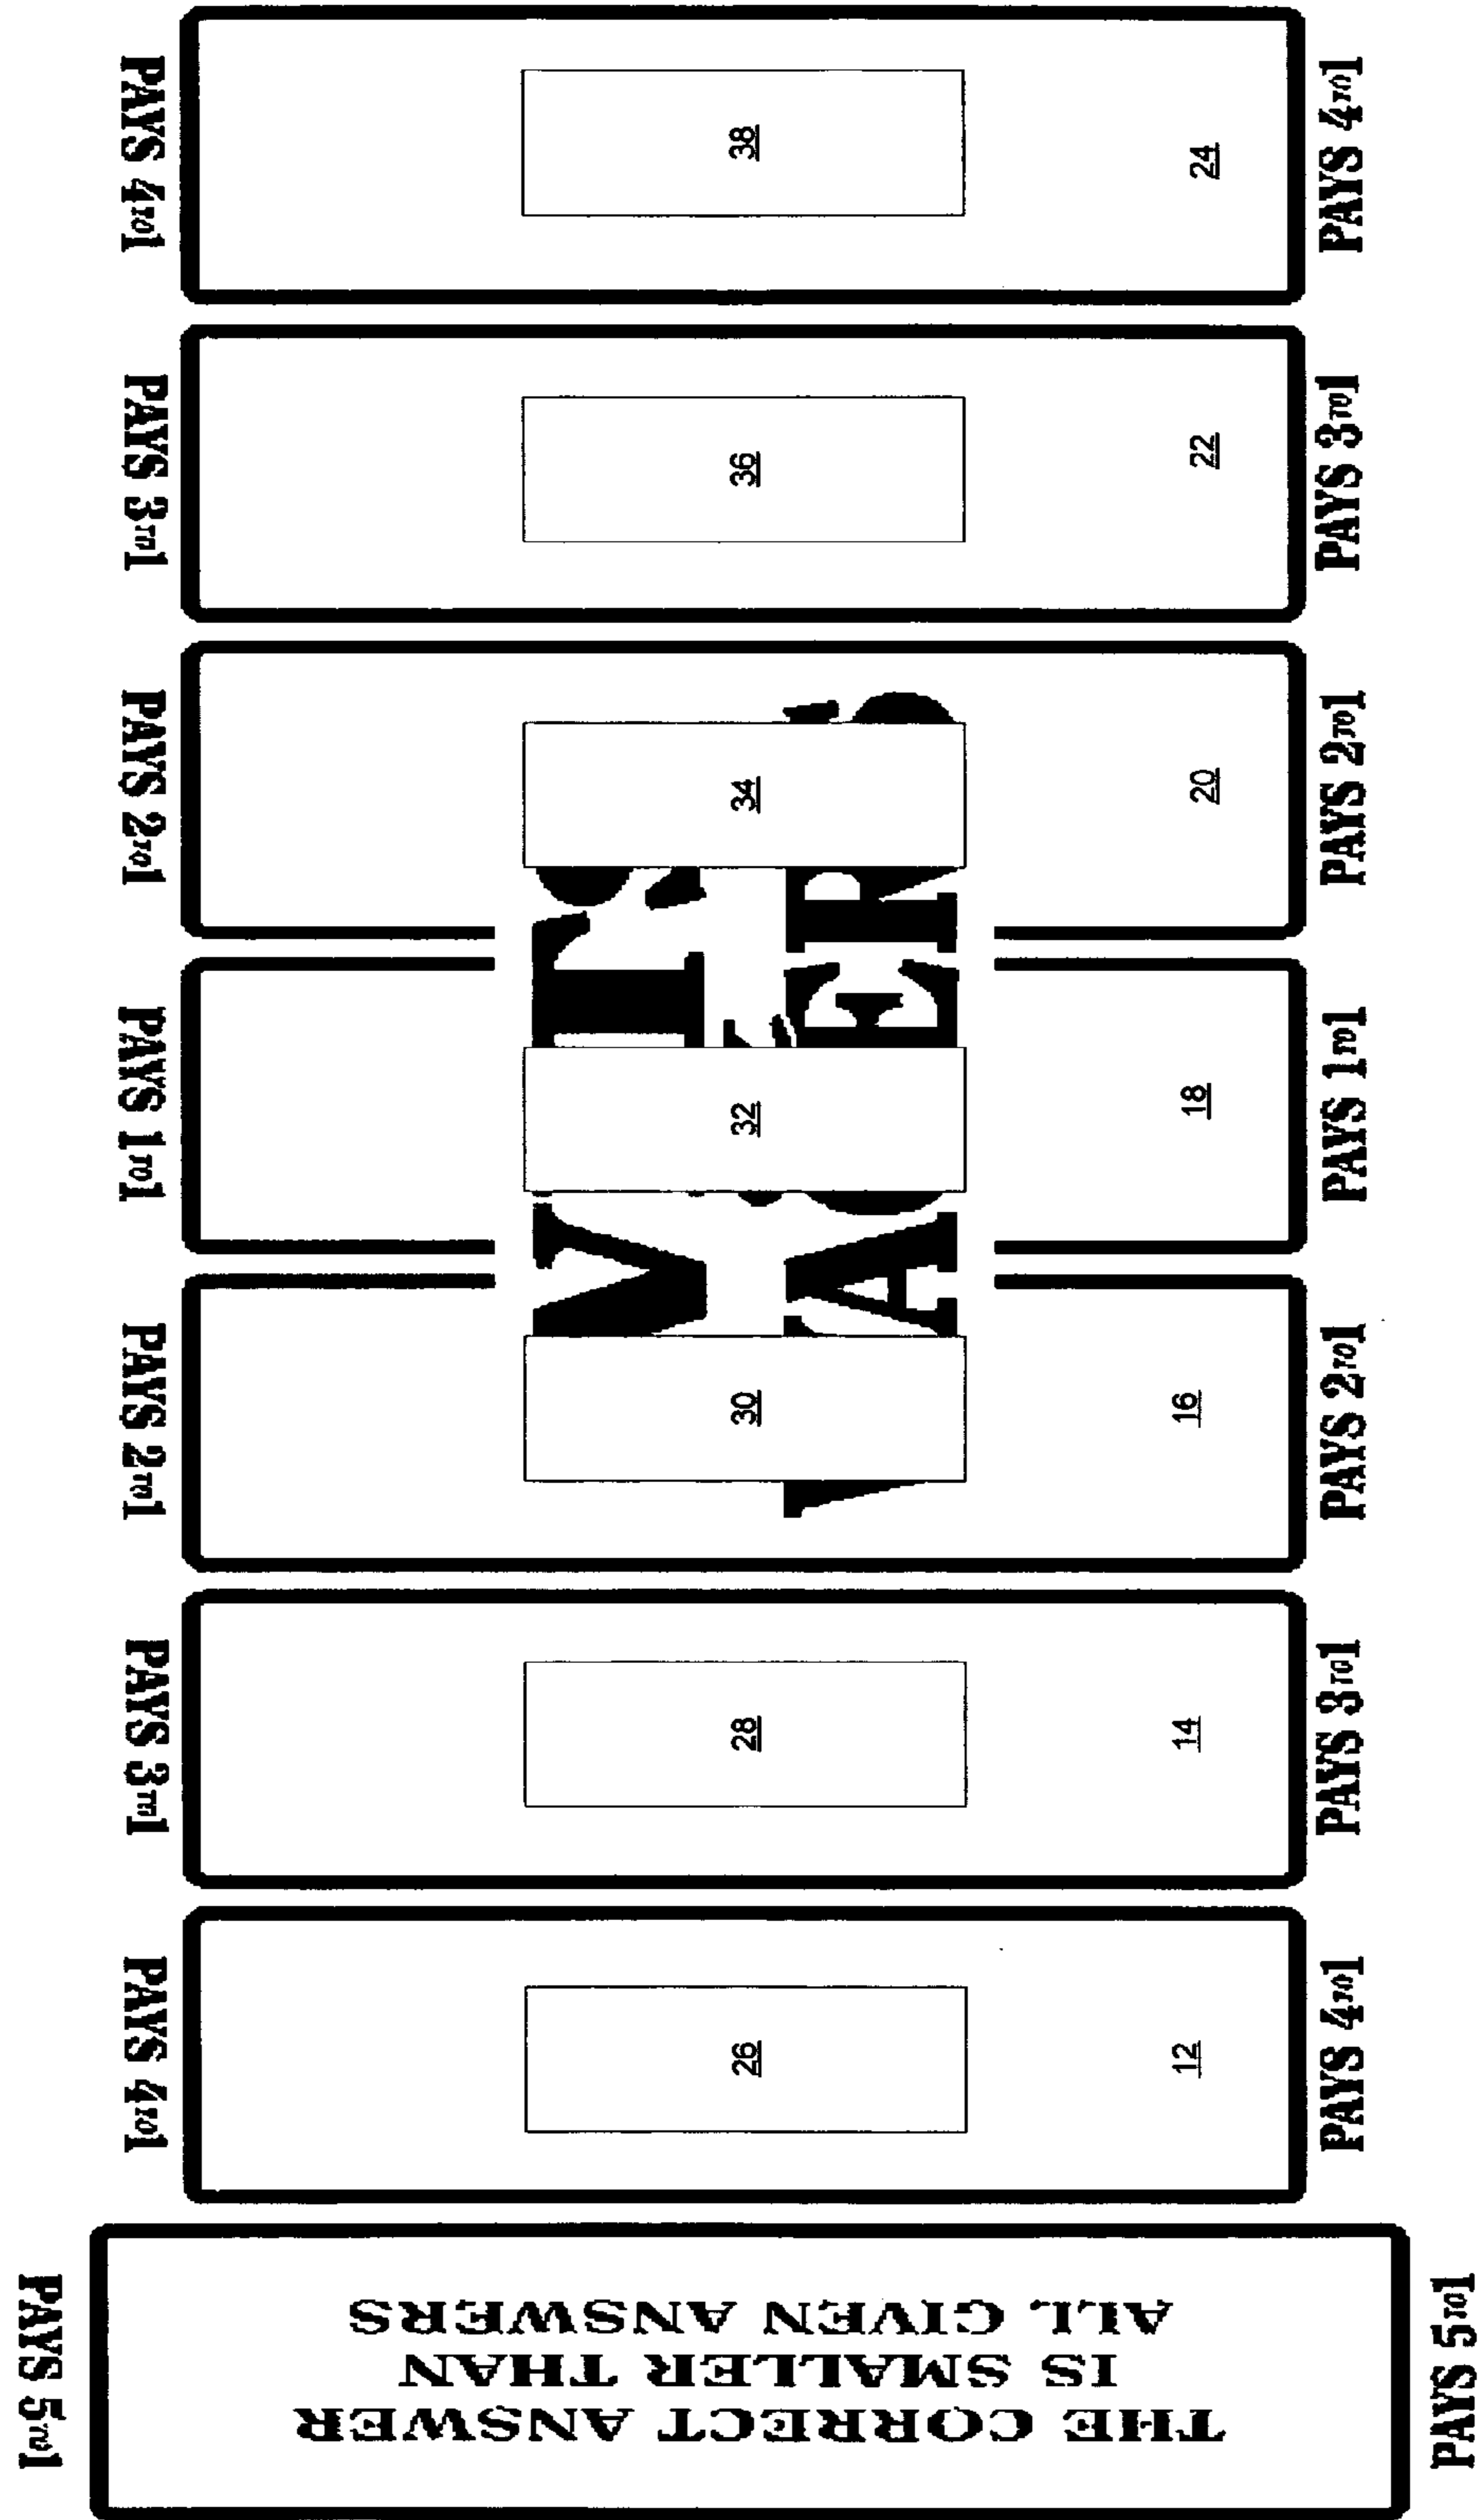 PAYS 4 TO 1
38
24
PAYS 4 TO 1
PAYS 3 TO 1
36
22
PAYS 3 TO 1
PAYS 2 TO 1
34
20
PAYS 2 TO 1
PAYS 1 TO 1
32
18
PAYS 1 TO 1
PAYS 2 TO 1
30
16
PAYS 2 TO 1
PAYS 3 TO 1
28
14
PAYS 3 TO 1
PAYS 4 TO 1
26
12
PAYS 4 TO 1
PAYS 5 TO 1
THE CORRECT ANSWER
IS SMALLER THAN
ALL GIVEN ANSWERS
PAYS 5 TO 1